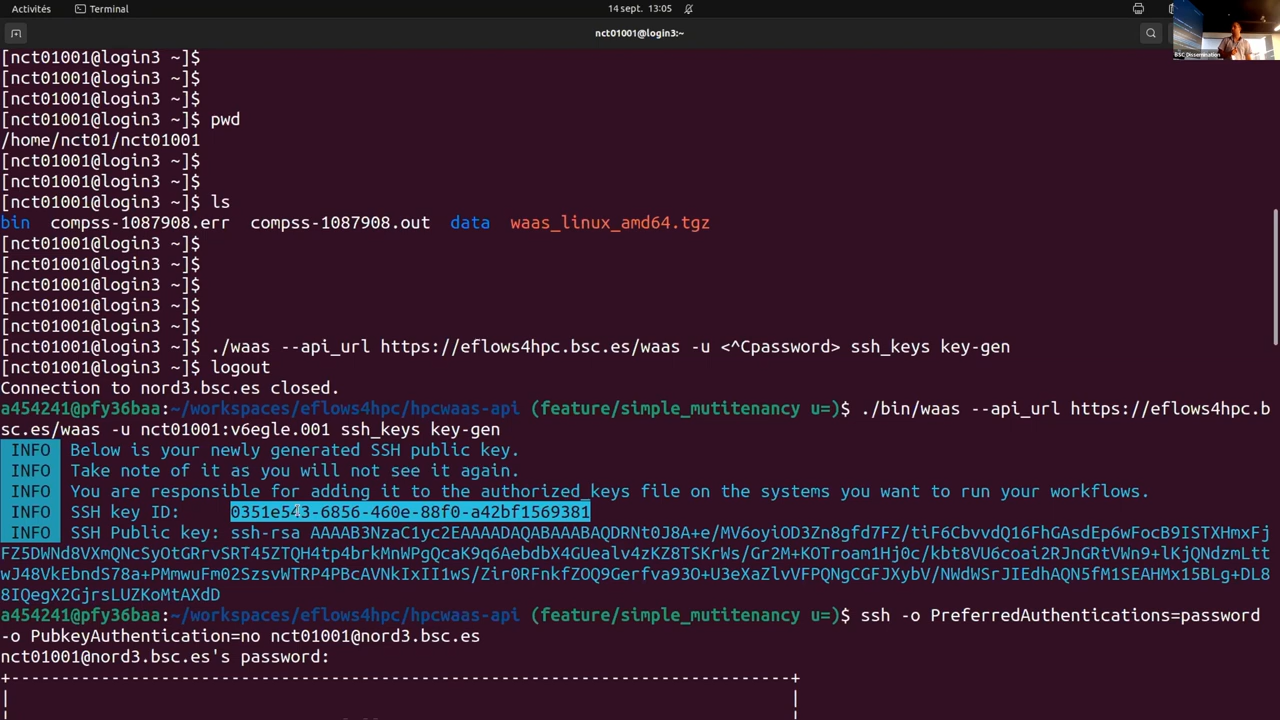 Activités
Terminal
14 sept. 13:05
nct01001@login3:~
BSC Dissemination
[nct01001@login3 ~]$
[nct01001@login3 ~]$
[nct01001@login3 ~]$
[nct01001@login3 ~]$ pwd
/home/nct01/nct01001
[nct01001@login3 ~]$
[nct01001@login3 ~]$
[nct01001@login3 ~]$ ls
bin compss-1087908.err compss-1087908.out data waas_linux_amd64.tgz
[nct01001@login3 ~]$
[nct01001@login3 ~]$
[nct01001@login3 ~]$
[nct01001@login3 ~]$
[nct01001@login3 ~]$
[nct01001@login3 ~]$ ./waas --api_url https://eflows4hpc.bsc.es/waas -u <^Cpassword> ssh_keys key-gen
[nct01001@login3 ~]$ logout
Connection to nord3.bsc.es closed.
a454241@pfy36baa:~/workspaces/eflows4hpc/hpcwaas-api (feature/simple_mutitenancy u=)$ ./bin/waas --api_url https://eflows4hpc.b
sc.es/waas -u nct01001:v6egle.001 ssh_keys key-gen
INFO Below is your newly generated SSH public key.
INFO Take note of it as you will not see it again.
INFO You are responsible for adding it to the authorized_keys file on the systems you want to run your workflows.
INFO SSH key ID: 0351e543-6856-460e-88f0-a42bf1569381
INFO SSH Public key: ssh-rsa AAAAB3NzaC1yc2EAAAADAQABAAABAQDRNt0J8A+e/MV6oyiOD3Zn8gfd7FZ/tiF6CbvvdQ16FhGAsdEp6wFocB9ISTXHmxFj
FZ5DWNd8VXmQNcSyOtGRrvSRT45ZTQH4tp4brkMnWPgQcaK9q6AebdbX4GUealv4zKZ8TSKrWs/Gr2M+KOTroam1Hj0c/kbt8VU6coai2RJnGRtVWn9+lKjQNdzmLtt
wJ48VkEbndS78a+PMmwuFm02SzsvWTRP4PBcAVNkIxII1wS/Zir0RFnkfZOQ9Gerfva93O+U3eXaZlvVFPQNgCGFJXybV/NWdWSrJIEdhAQN5fM1SEAHMx15BLg+DL8
8IQegX2GjrsLUZKoMtAXdD
a454241@pfy36baa:~/workspaces/eflows4hpc/hpcwaas-api (feature/simple_mutitenancy u=)$ ssh -o PreferredAuthentications=password
-o PubkeyAuthentication=no nct01001@nord3.bsc.es
nct01001@nord3.bsc.es's password:
+-------------------------------------------------------------------------------+
| |